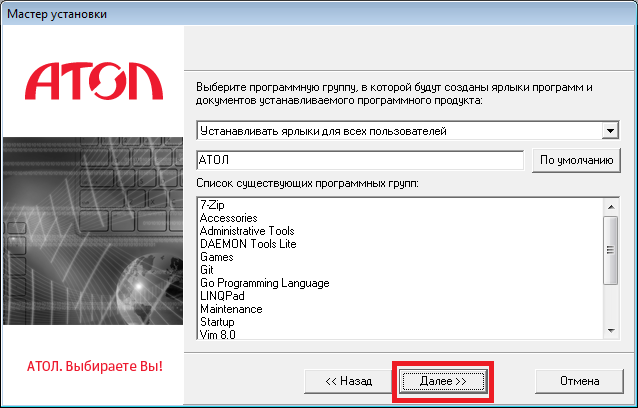 Мастер установки
АТОЛ
Выберите программную группу, в которой будут созданы ярлыки программ и
документов устанавливаемого программного продукта:
Устанавливать ярлыки для всех пользователей
АТОЛ
По умолчанию
Список существующих программных групп:
7-Zip
Accessories
Administrative Tools
DAEMON Tools Lite
Games
Git
Go Programming Language
LINQPad
Maintenance
Startup
Vim 8.0
АТОЛ. Выбираете Вы!
<< Назад
Далее >>
Отмена